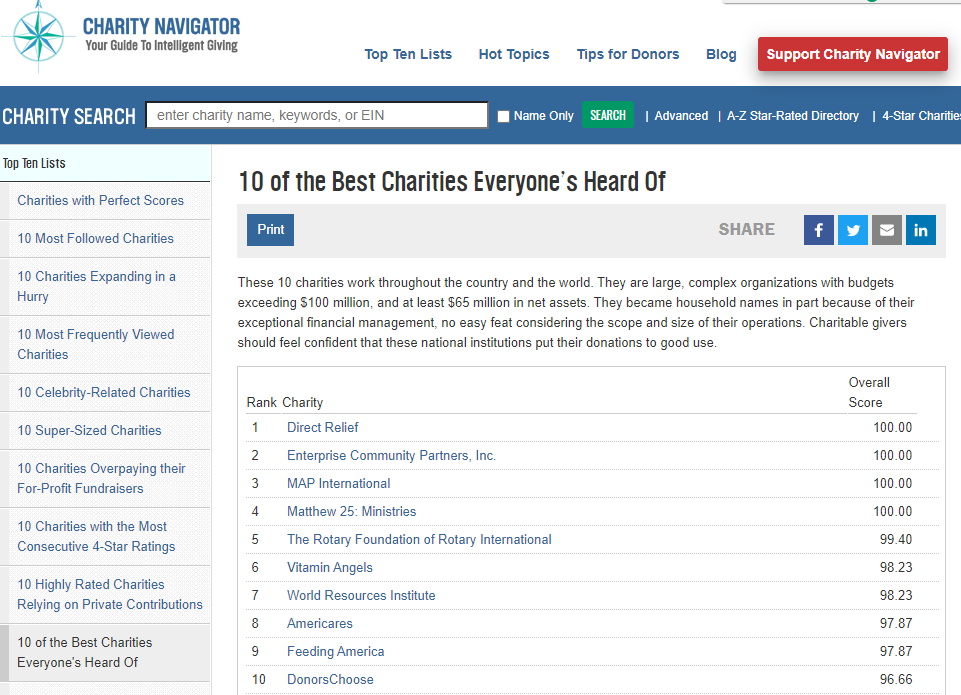 CHARITY NAVIGATOR
Your Guide To Intelligent Giving
Top Ten Lists Hot Topics Tips for Donors Blog Support Charity Navigator
CHARITY SEARCH enter charity name, keywords, or EIN Name Only SEARCH | Advanced | A-Z Star-Rated Directory | 4-Star Charities
Top Ten Lists
Charities with Perfect Scores
10 Most Followed Charities
10 Charities Expanding in a
Hurry
10 Most Frequently Viewed
Charities
10 Celebrity-Related Charities
10 Super-Sized Charities
10 Charities Overpaying their
For-Profit Fundraisers
10 Charities with the Most
Consecutive 4-Star Ratings
10 Highly Rated Charities
Relying on Private Contributions
10 of the Best Charities
Everyone's Heard Of
10 of the Best Charities Everyone's Heard Of
Print SHARE
These 10 charities work throughout the country and the world. They are large, complex organizations with budgets
exceeding $100 million, and at least $65 million in net assets. They became household names in part because of their
exceptional financial management, no easy feat considering the scope and size of their operations. Charitable givers
should feel confident that these national institutions put their donations to good use.
Overall
Rank Charity Score
1 Direct Relief 100.00
2 Enterprise Community Partners, Inc. 100.00
3 MAP International 100.00
4 Matthew 25: Ministries 100.00
5 The Rotary Foundation of Rotary International 99.40
6 Vitamin Angels 98.23
7 World Resources Institute 98.23
8 Americares 97.87
9 Feeding America 97.87
10 DonorsChoose 96.66